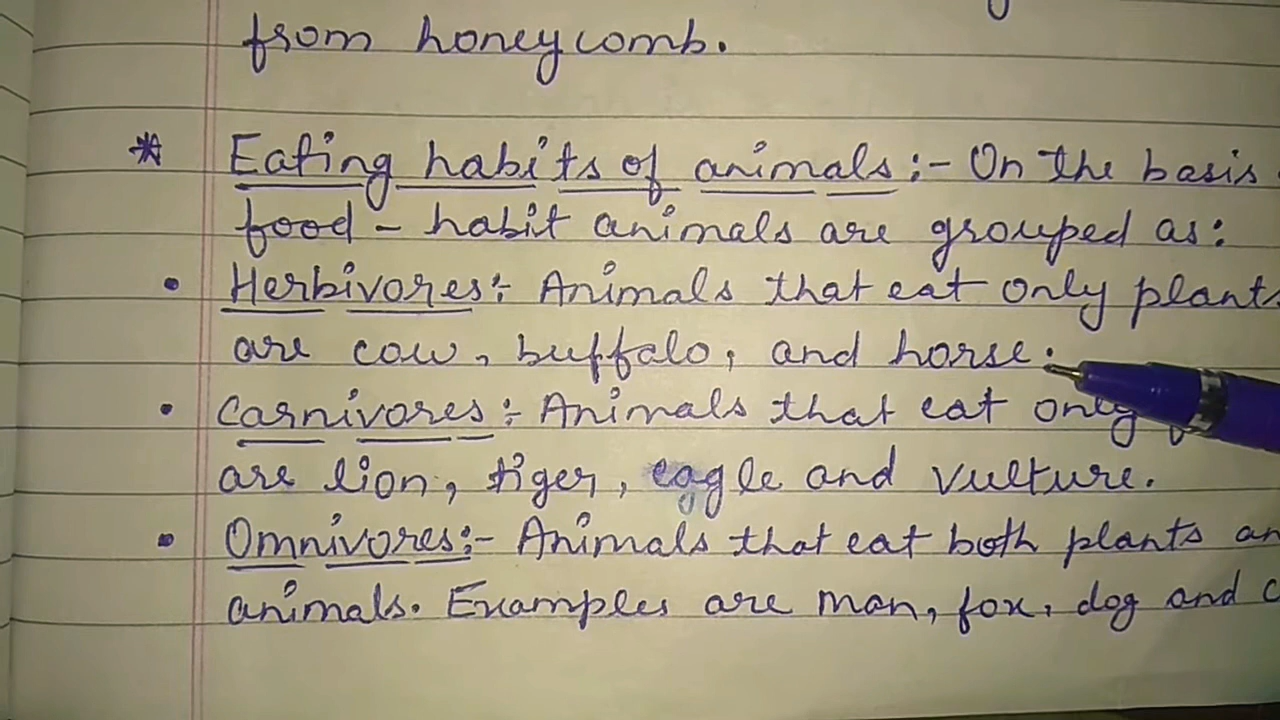 from honeycomb.
* Eating habits of animals :- On the basis
food - habit animals are grouped as:
• Herbivores :- Animals that eat only plants
are cow, buffalo, and horse.
• Carnivores :- Animals that eat only
are lion, tiger, eagle and vulture.
• Omnivores :- Animals that eat both plants an
animals. Examples are man, fox, dog and c